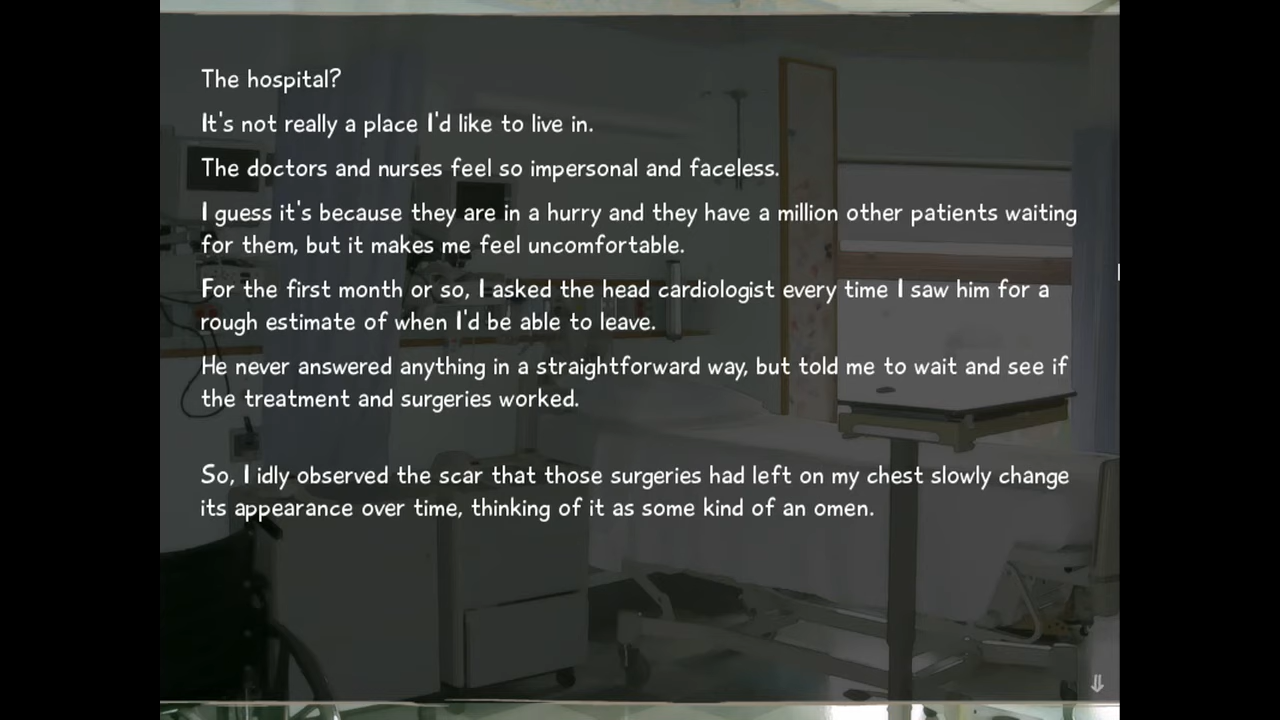 The hospital?
It's not really a place I'd like to live in.
The doctors and nurses feel so impersonal and faceless.
I guess it's because they are in a hurry and they have a million other patients waiting
for them, but it makes me feel uncomfortable.
For the first month or so, I asked the head cardiologist every time I saw him for a
rough estimate of when I'd be able to leave.
He never answered anything in a straightforward way, but told me to wait and see if
the treatment and surgeries worked.
So, I idly observed the scar that those surgeries had left on my chest slowly change
its appearance over time, thinking of it as some kind of an omen.